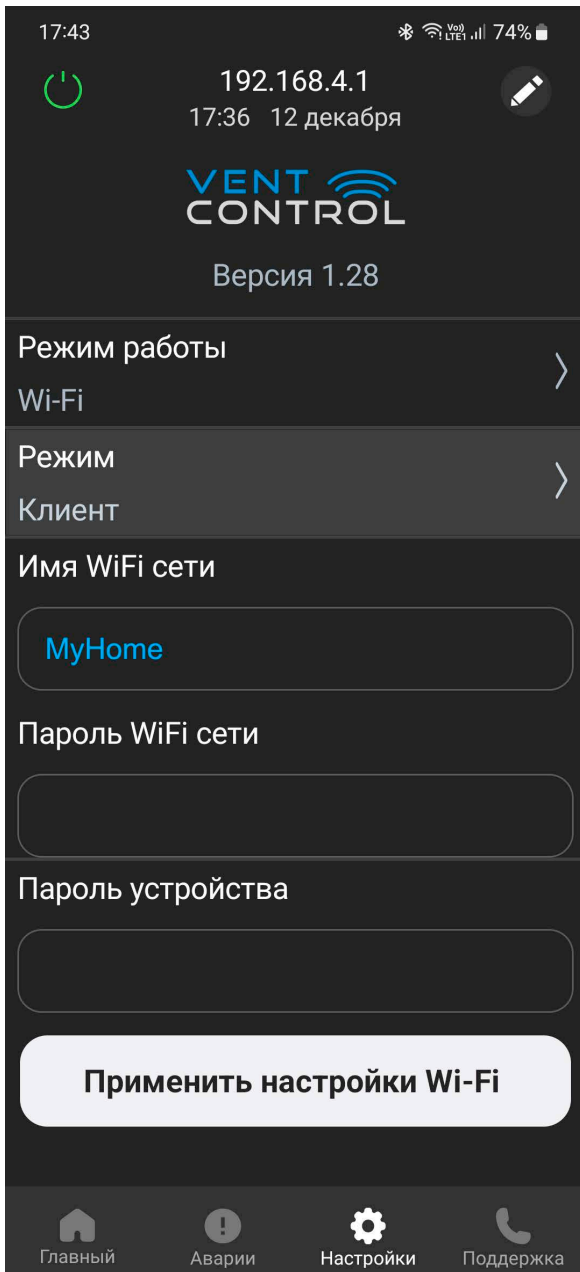 17:43 Vo)) LTE1 74%
192.168.4.1
17:36 12 декабря
VENT
CONTROL
Версия 1.28
Режим работы
Wi-Fi
Режим
Клиент
Имя WiFi сети
MyHome
Пароль WiFi сети
Пароль устройства
Применить настройки Wi-Fi
Главный Аварии Настройки Поддержка